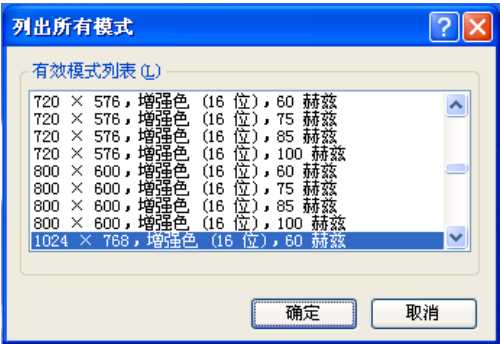 列出所有模式
有效模式列表(L)
720 × 576，增强色 (16 位)，60 赫兹
720 × 576，增强色 (16 位)，75 赫兹
720 × 576，增强色 (16 位)，85 赫兹
720 × 576，增强色 (16 位)，100 赫兹
800 × 600，增强色 (16 位)，60 赫兹
800 × 600，增强色 (16 位)，75 赫兹
800 × 600，增强色 (16 位)，85 赫兹
800 × 600，增强色 (16 位)，100 赫兹
1024 × 768，增强色 (16 位)，60 赫兹
确定 取消